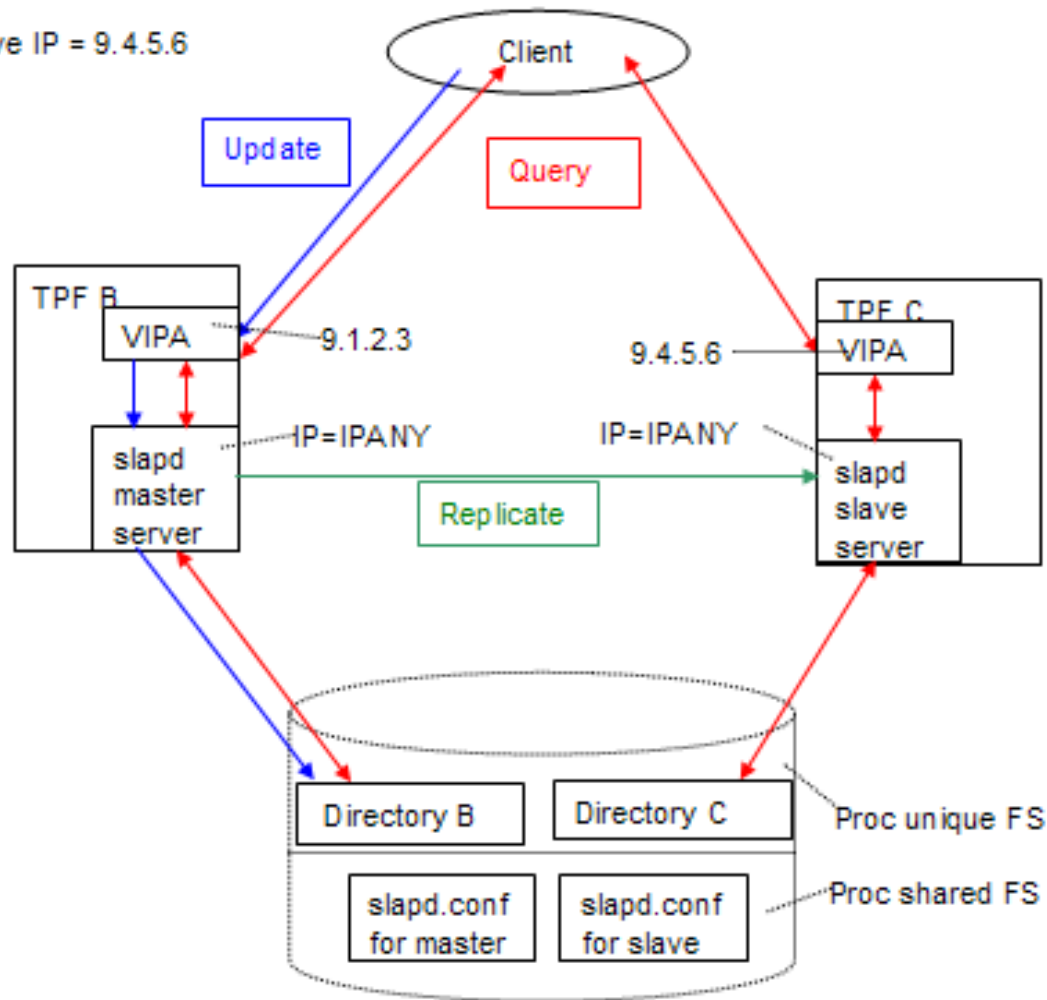 ve IP = 9.4.5.6
Client
Update
Query
TPF B
VIPA
9.1.2.3
TPF C
9.4.5.6
VIPA
IP=IPANY
IP=IPANY
slapd
master
server
slapd
slave
server
Replicate
Directory B
Directory C
Proc unique FS
Proc shared FS
slapd.conf
for master
slapd.conf
for slave